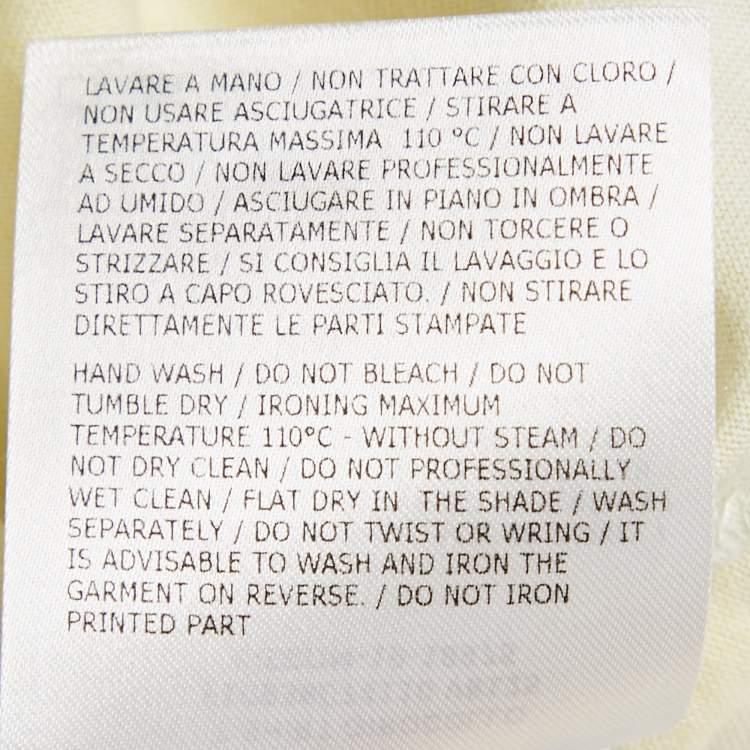 LAVARE A MANO / NON TRATTARE CON CLORO /
NON USARE ASCIUGATRICE / STIRARE A
TEMPERATURA MASSIMA 110 °C / NON LAVARE
A SECCO / NON LAVARE PROFESSIONALMENTE
AD UMIDO / ASCIUGARE IN PIANO IN OMBRA /
LAVARE SEPARATAMENTE / NON TORCERE O
STRIZZARE / SI CONSIGLIA IL LAVAGGIO E LO
STIRO A CAPO ROVESCIATO. / NON STIRARE
DIRETTAMENTE LE PARTI STAMPATE
HAND WASH / DO NOT BLEACH / DO NOT
TUMBLE DRY / IRONING MAXIMUM
TEMPERATURE 110°C - WITHOUT STEAM / DO
NOT DRY CLEAN / DO NOT PROFESSIONALLY
WET CLEAN / FLAT DRY IN THE SHADE / WASH
SEPARATELY / DO NOT TWIST OR WRING / IT
IS ADVISABLE TO WASH AND IRON THE
GARMENT ON REVERSE. / DO NOT IRON
PRINTED PART